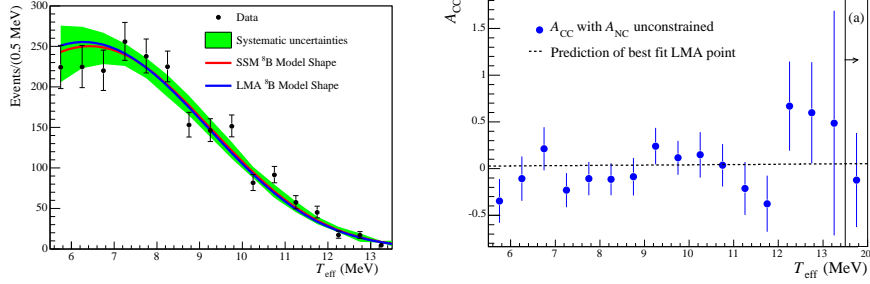 Events/(0.5 MeV)
300
250
200
150
100
50
0
Data
Systematic uncertainties
SSM ⁸B Model Shape
LMA ⁸B Model Shape
6 7 8 9 10 11 12 13
T_eff (MeV)
A_CC
1.5
1
0.5
0
-0.5
(a)
A_CC with A_NC unconstrained
Prediction of best fit LMA point
6 7 8 9 10 11 12 13 20
T_eff (MeV)